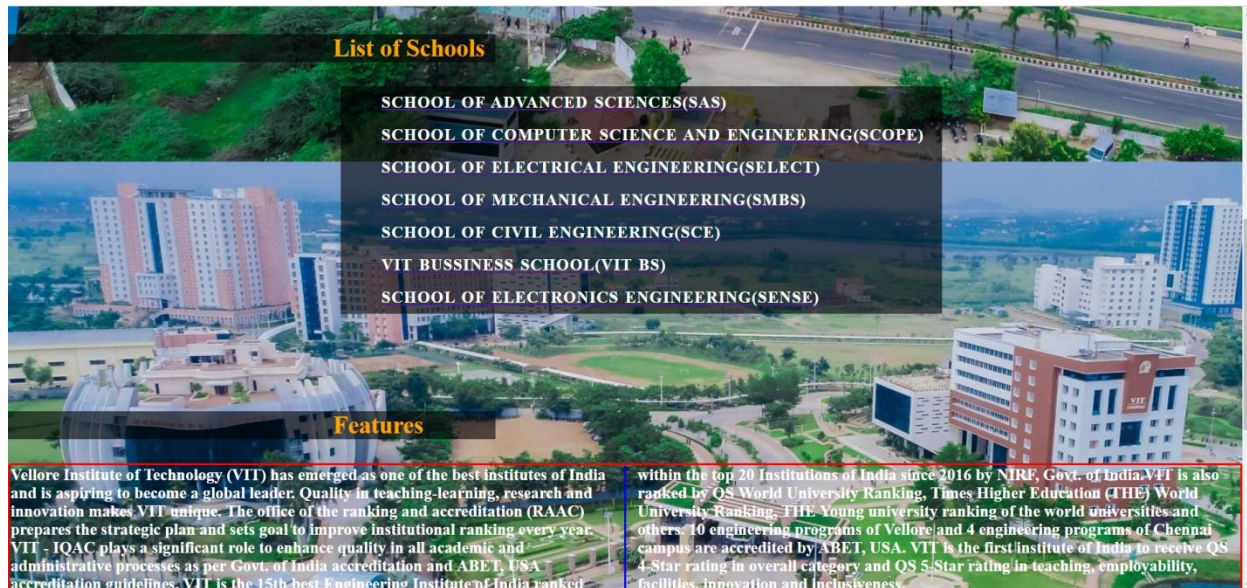 List of Schools
SCHOOL OF ADVANCED SCIENCES(SAS)
SCHOOL OF COMPUTER SCIENCE AND ENGINEERING(SCOPE)
SCHOOL OF ELECTRICAL ENGINEERING(SELECT)
SCHOOL OF MECHANICAL ENGINEERING(SMBS)
SCHOOL OF CIVIL ENGINEERING(SCE)
VIT BUSSINESS SCHOOL(VIT BS)
SCHOOL OF ELECTRONICS ENGINEERING(SENSE)
VIT
Features
Vellore Institute of Technology (VIT) has emerged as one of the best institutes of India
and is aspiring to become a global leader. Quality in teaching-learning, research and
innovation makes VIT unique. The office of the ranking and accreditation (RAAC)
prepares the strategic plan and sets goal to improve institutional ranking every year.
VIT - IQAC plays a significant role to enhance quality in all academic and
administrative processes as per Govt. of India accreditation and ABET, USA
accreditation guidelines. VIT is the 15th best Engineering Institute of India ranked
within the top 20 Institutions of India since 2016 by NIRF, Govt. of India.VIT is also
ranked by QS World University Ranking, Times Higher Education (THE) World
University Ranking, THE Young university ranking of the world universities and
others. 10 engineering programs of Vellore and 4 engineering programs of Chennai
campus are accredited by ABET, USA. VIT is the first institute of India to receive QS
4-Star rating in overall category and QS 5-Star rating in teaching, employability,
facilities, innovation and inclusiveness.